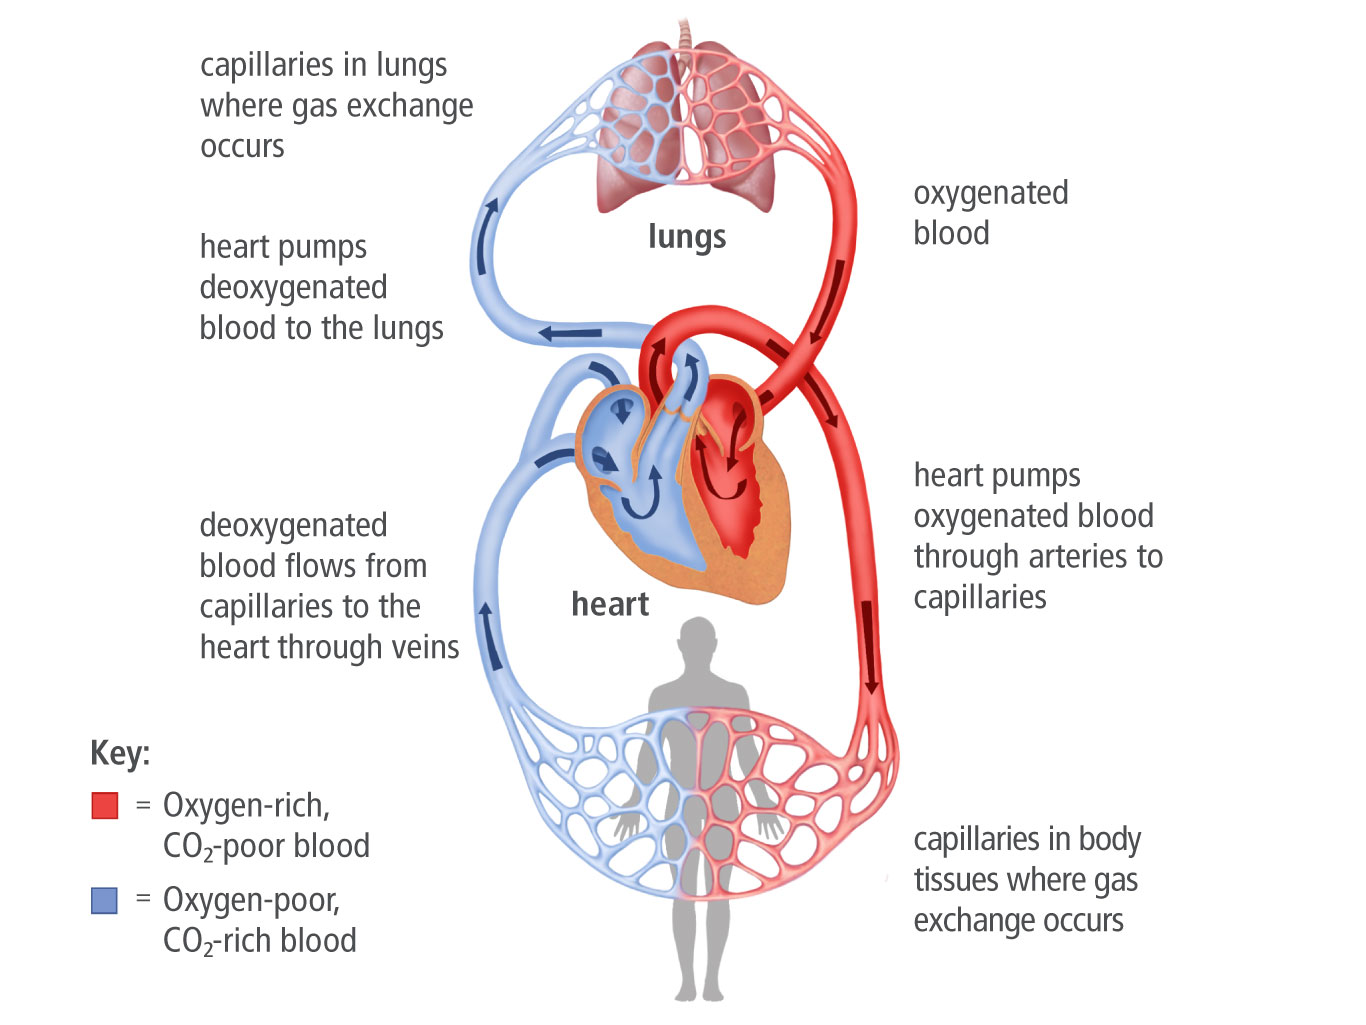 capillaries in lungs
where gas exchange
occurs
oxygenated
blood
lungs
heart pumps
deoxygenated
blood to the lungs
heart pumps
oxygenated blood
through arteries to
capillaries
deoxygenated
blood flows from
capillaries to the
heart through veins
heart
Key:
= Oxygen-rich,
CO₂-poor blood
= Oxygen-poor,
CO₂-rich blood
capillaries in body
tissues where gas
exchange occurs